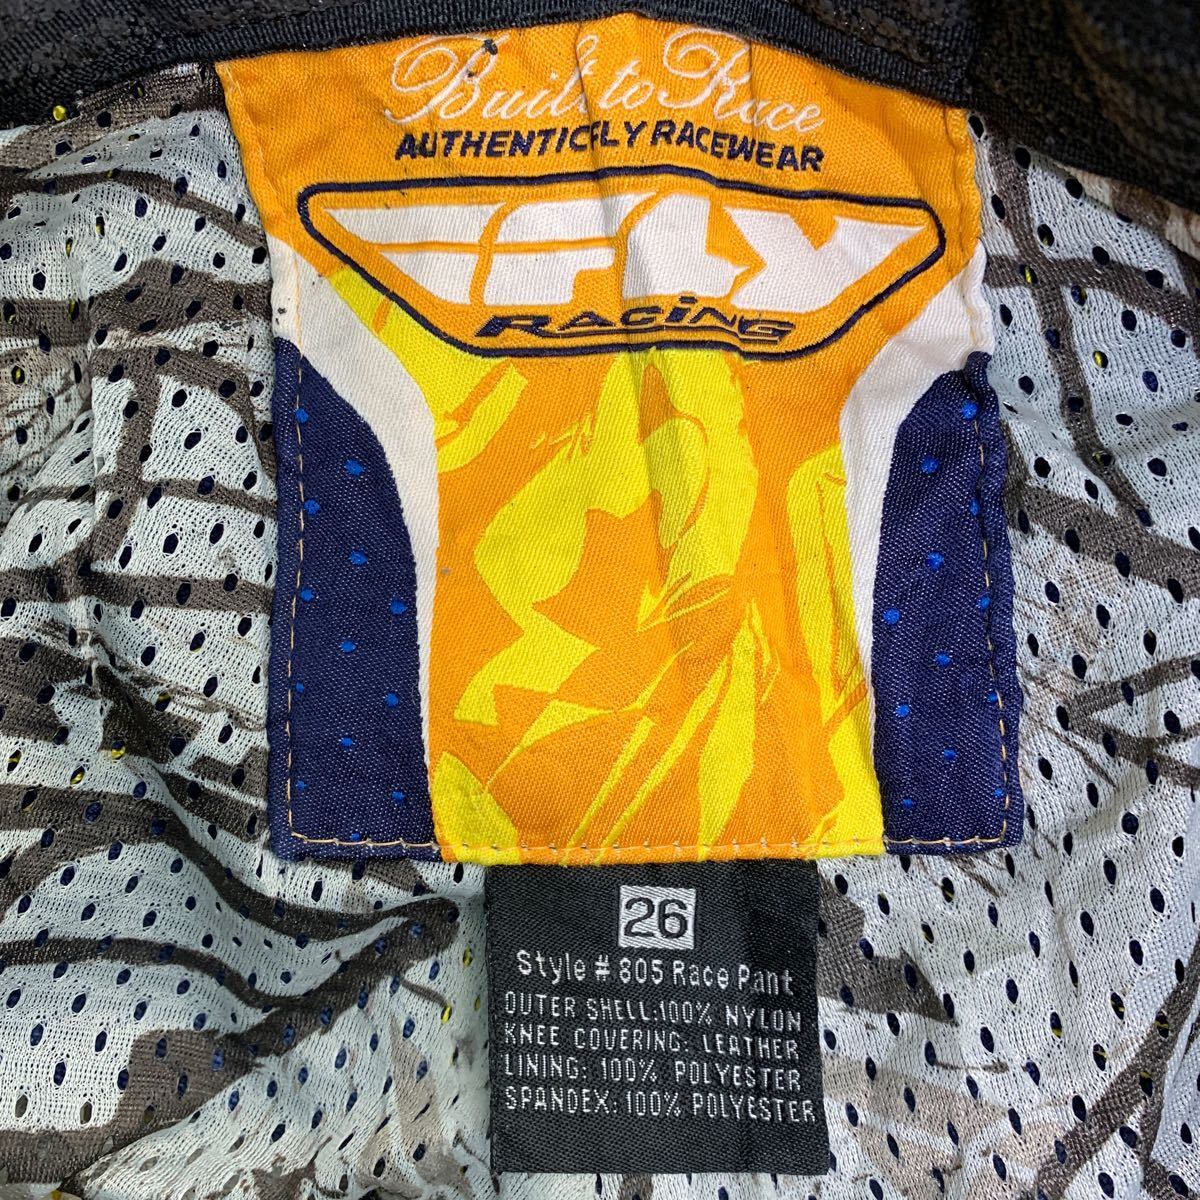 Built to Race
AUTHENTIC FLY RACEWEAR
FLY
RACING
26
Style # 805 Race Pant
OUTER SHELL:100% NYLON
KNEE COVERING: LEATHER
LINING: 100% POLYESTER
SPANDEX: 100% POLYESTER